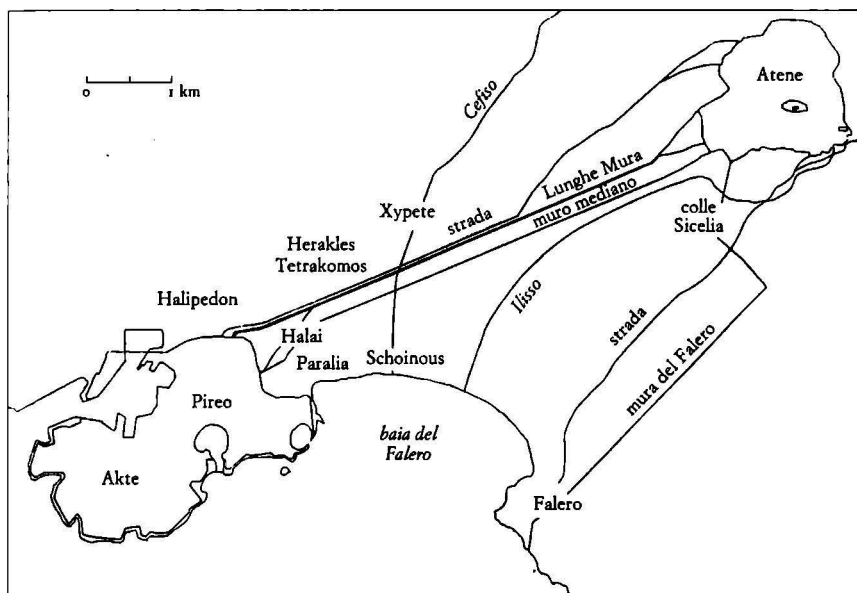 0
1 km
Cefiso
Atene
Lunghe Mura
muro mediano
strada
Xypete
colle
Sicelia
Herakles
Tetrakomos
Halipedon
Ilisso
Halai
Paralia
Schoinous
strada
mura del Falero
Pireo
baia del
Falero
Akte
Falero